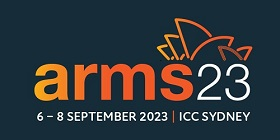 arms23
6 – 8 SEPTEMBER 2023 | ICC SYDNEY